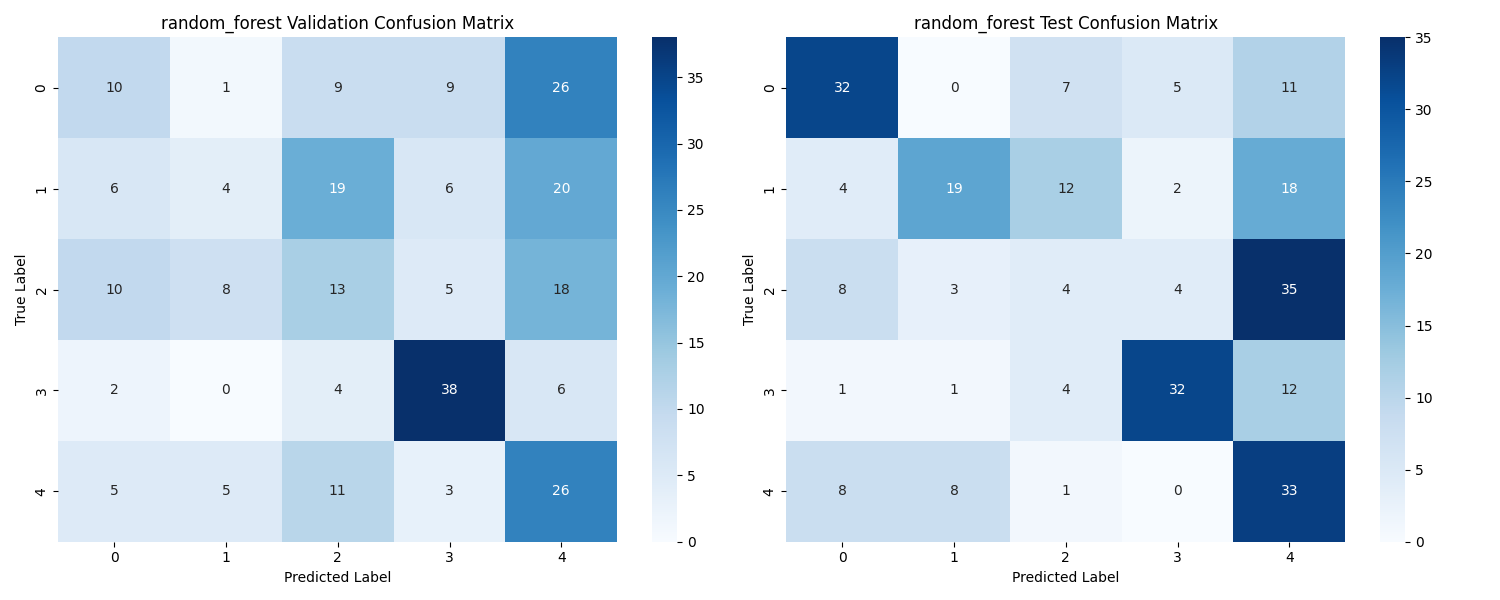 random_forest Validation Confusion Matrix
0 10 1 9 9 26
1 6 4 19 6 20
2 10 8 13 5 18
3 2 0 4 38 6
4 5 5 11 3 26
0 1 2 3 4
True Label
Predicted Label
35
30
25
20
15
10
5
0
random_forest Test Confusion Matrix
0 32 0 7 5 11
1 4 19 12 2 18
2 8 3 4 4 35
3 1 1 4 32 12
4 8 8 1 0 33
0 1 2 3 4
True Label
Predicted Label
35
30
25
20
15
10
5
0